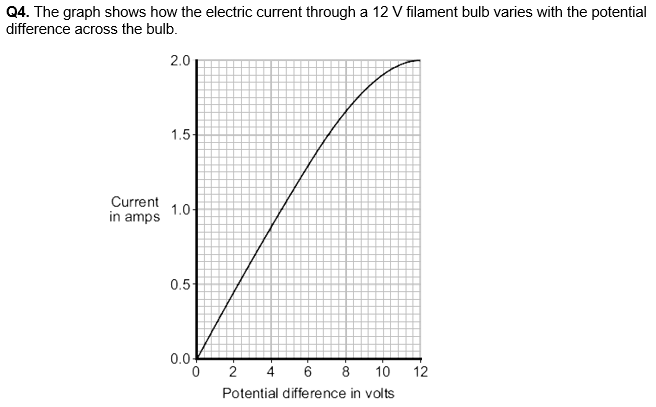 Q4. The graph shows how the electric current through a 12 V filament bulb varies with the potential
difference across the bulb.
2.0
1.5
Current
in amps
1.0
0.5
0.0
0 2 4 6 8 10 12
Potential difference in volts